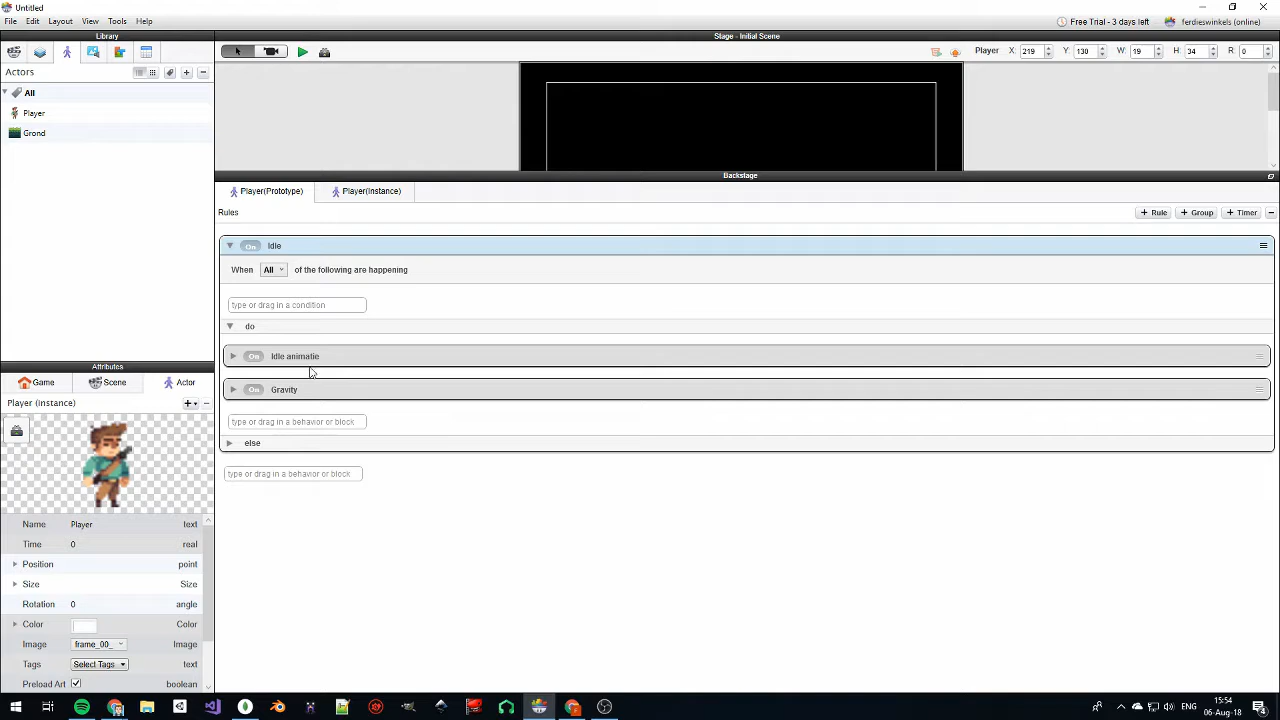 Untitled
File Edit Layout View Tools Help
Free Trial - 3 days left ferdieswinkels (online)
Library
Stage - Initial Scene
Player X: 219 Y: 130 W: 19 H: 34 R: 0
Actors
All
Player
Grond
Backstage
Player(Prototype) Player(Instance)
Rules
+ Rule + Group + Timer
On Idle
When All of the following are happening
type or drag in a condition
do
On Idle animatie
On Gravity
type or drag in a behavior or block
else
type or drag in a behavior or block
Attributes
Game Scene Actor
Player (instance)
Name Player text
Time 0 real
Position point
Size Size
Rotation 0 angle
Color Color
Image frame_00_ Image
Tags Select Tags text
Preload Art boolean
ENG
15:54
06-Aug-18